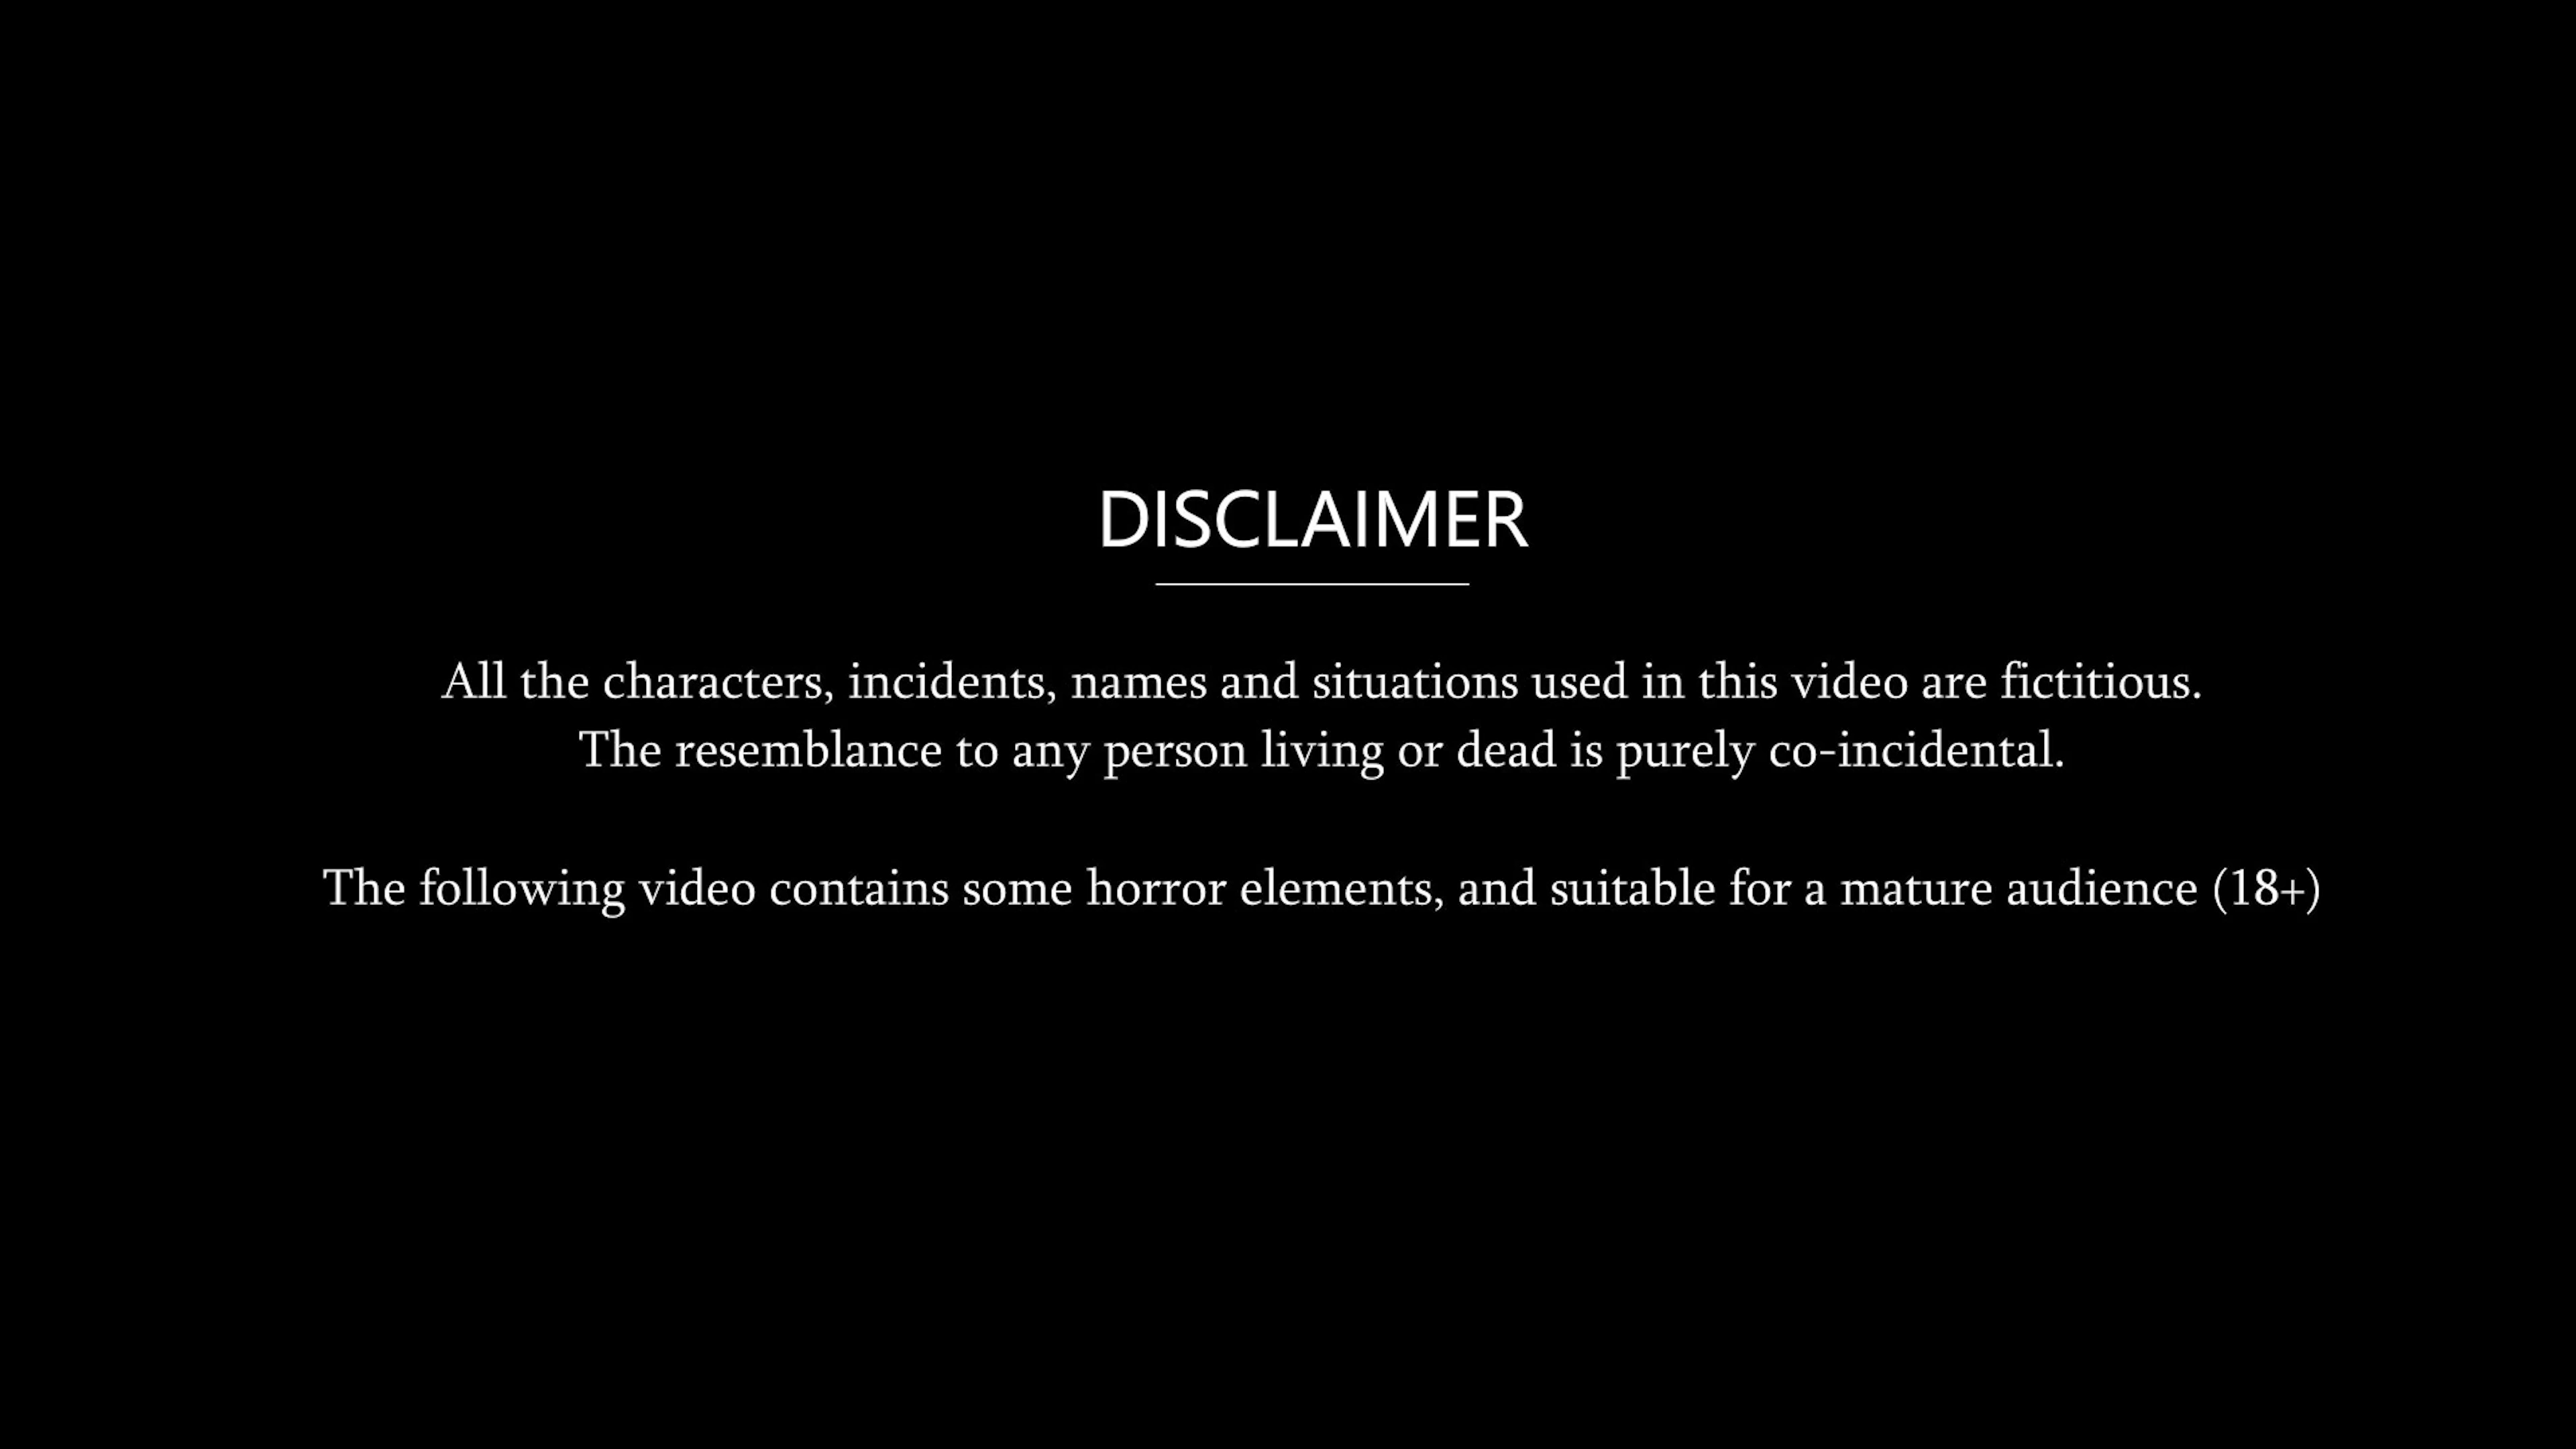 DISCLAIMER
All the characters, incidents, names and situations used in this video are fictitious.
The resemblance to any person living or dead is purely co-incidental.
The following video contains some horror elements, and suitable for a mature audience (18+)